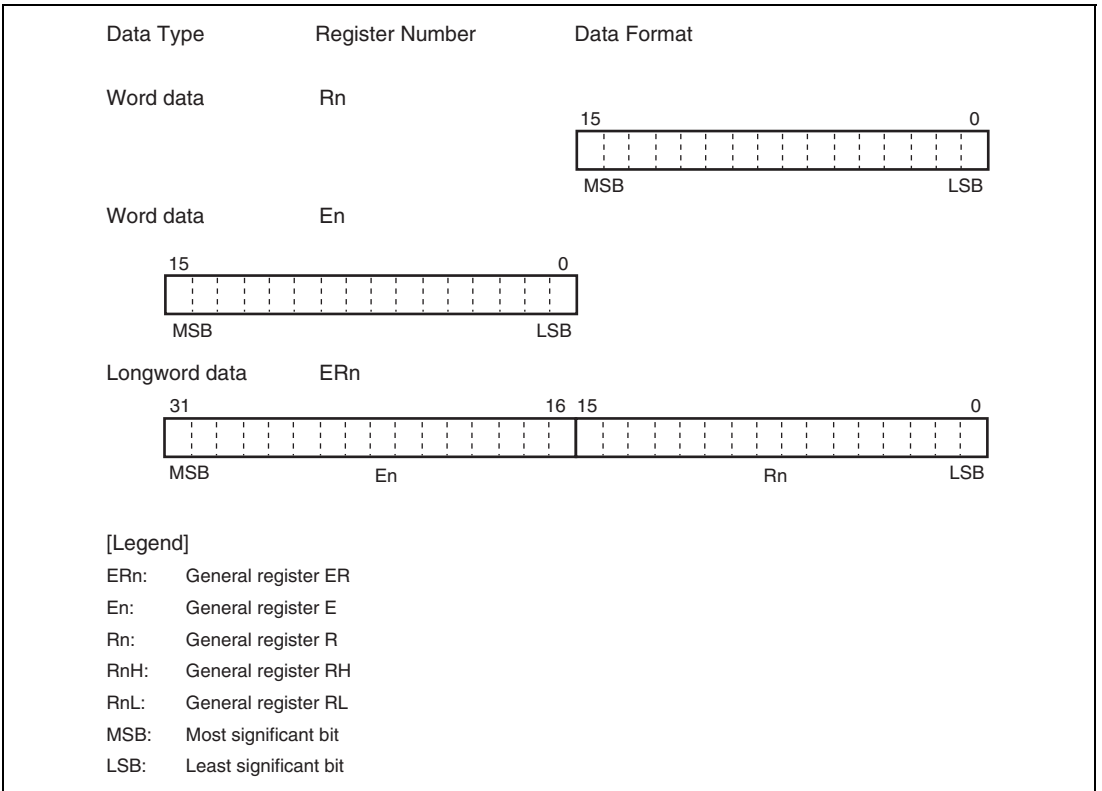 Data Type Register Number Data Format
Word data Rn
15 0
MSB LSB
Word data En
15 0
MSB LSB
Longword data ERn
31 16 15 0
MSB En Rn LSB
[Legend]
ERn: General register ER
En: General register E
Rn: General register R
RnH: General register RH
RnL: General register RL
MSB: Most significant bit
LSB: Least significant bit